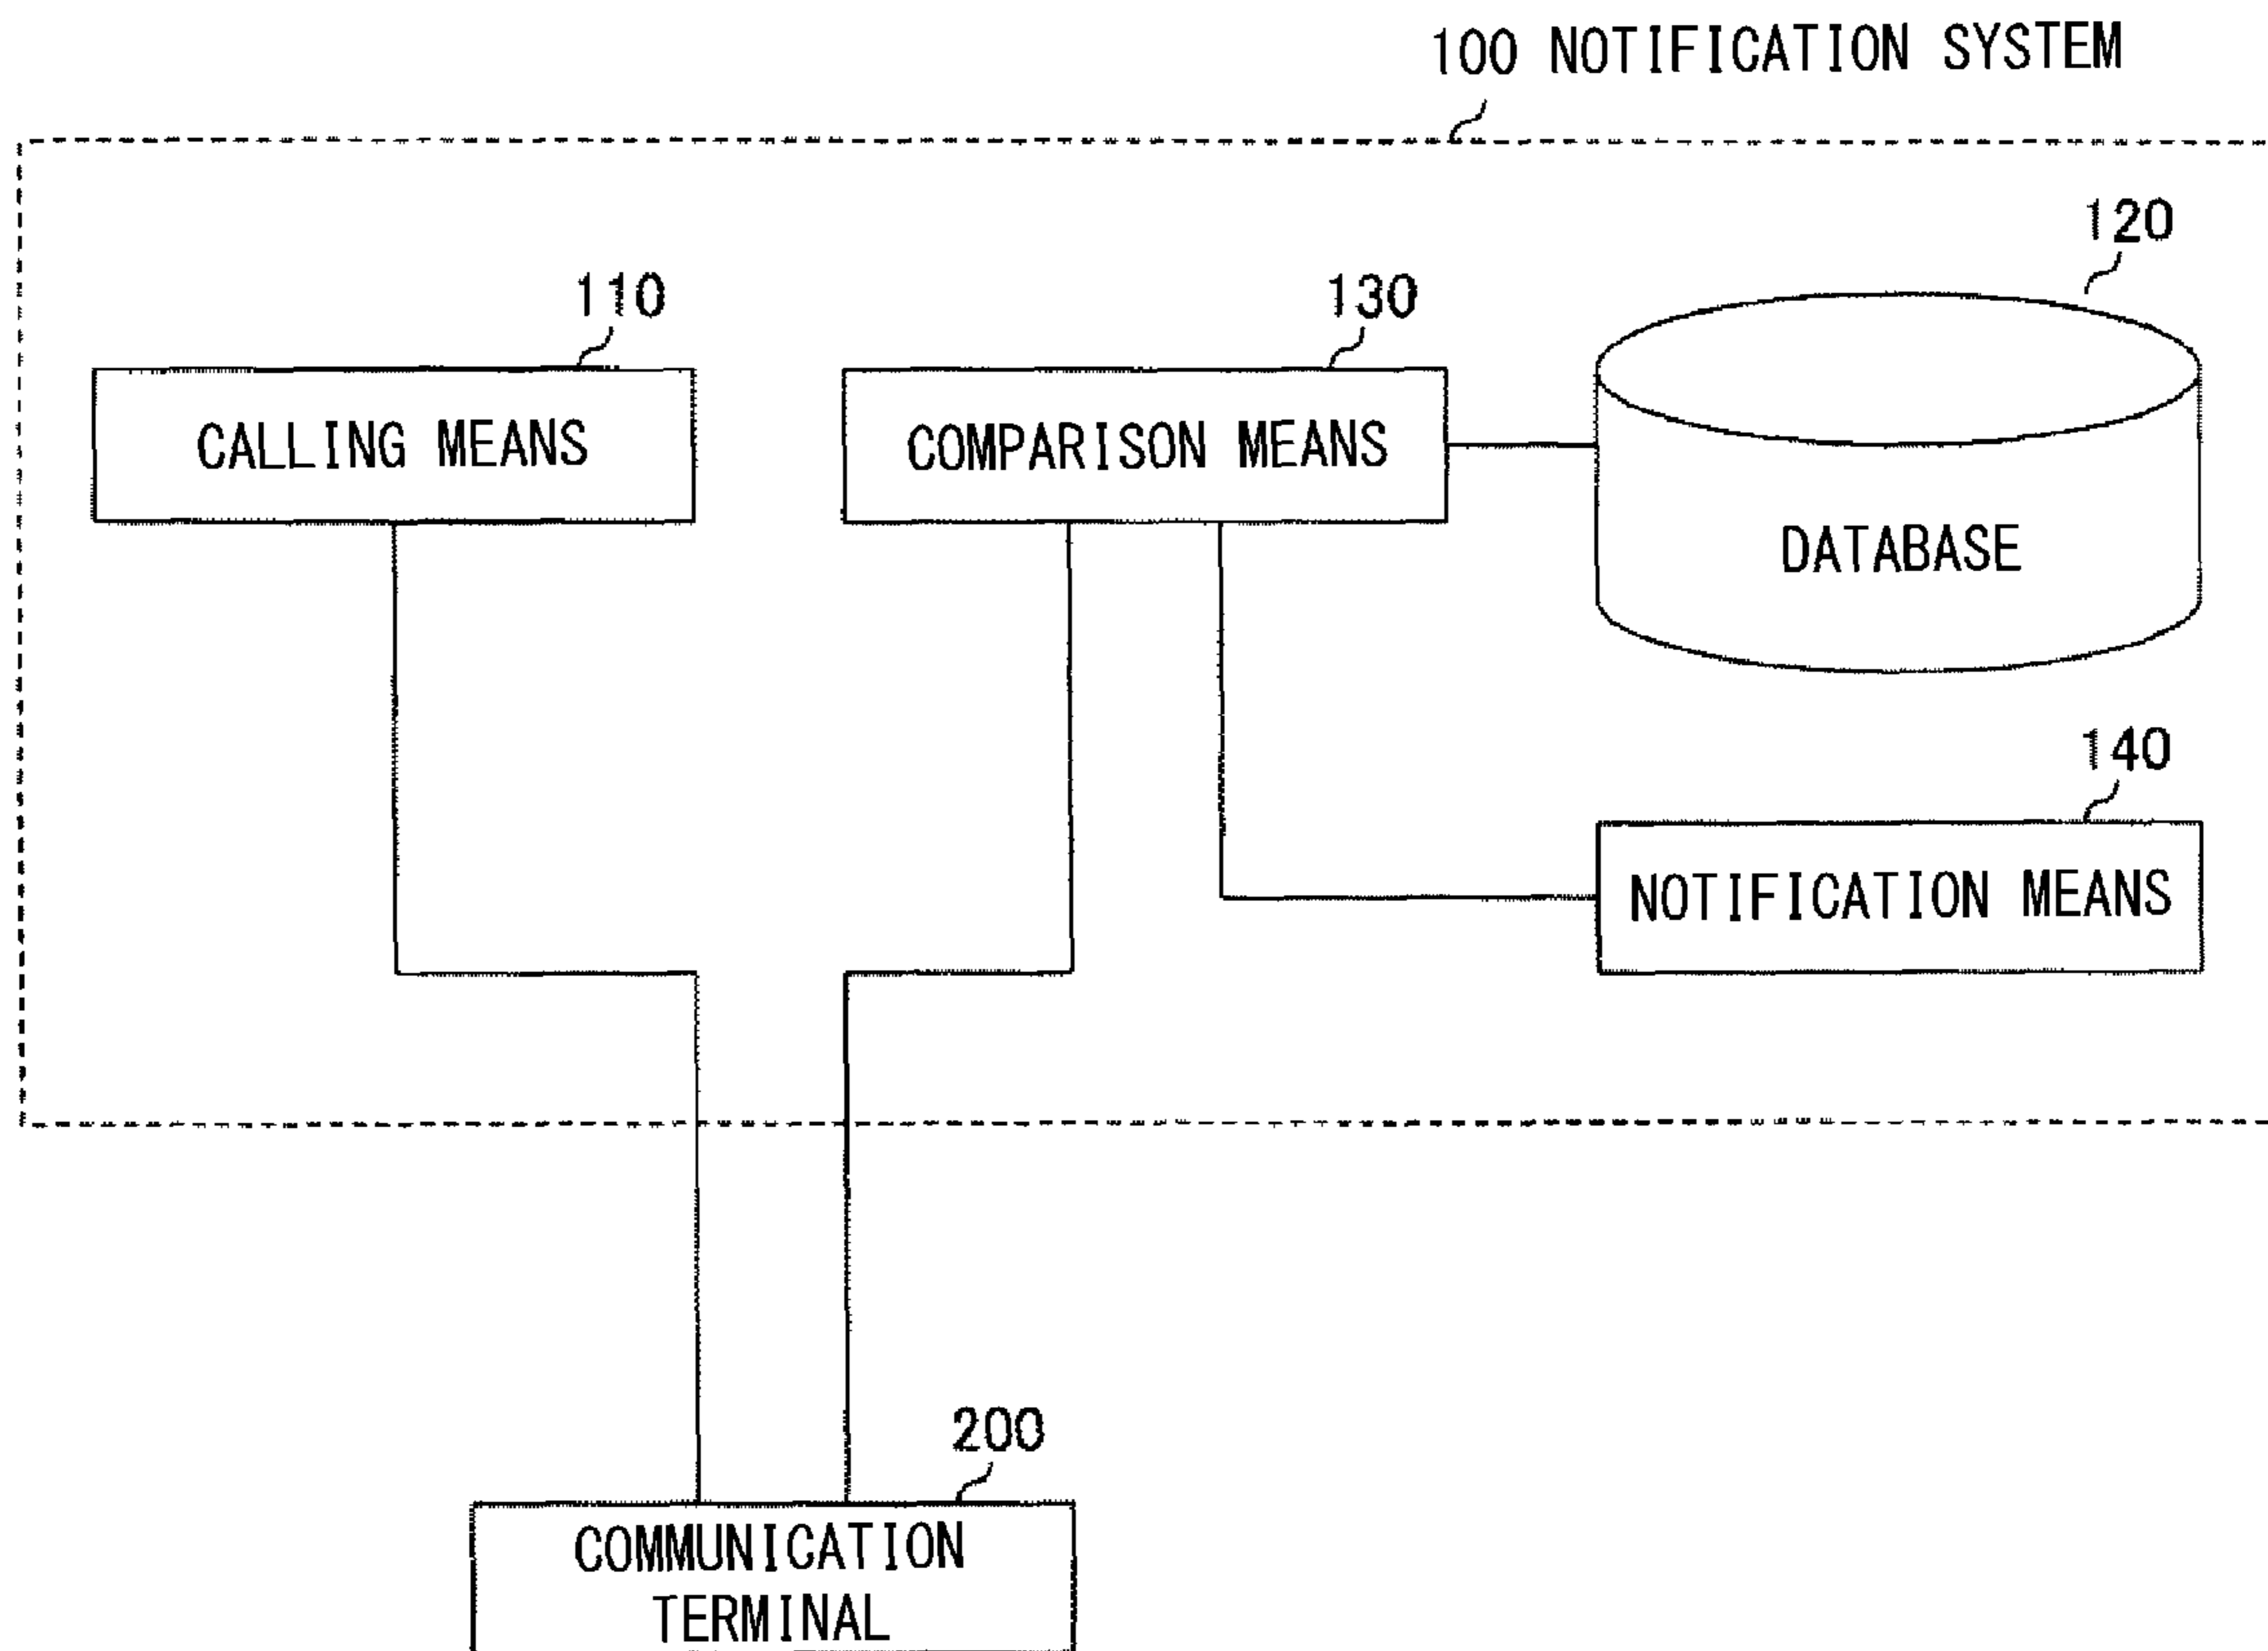 100 NOTIFICATION SYSTEM
120
110
130
CALLING MEANS
COMPARISON MEANS
DATABASE
140
NOTIFICATION MEANS
200
COMMUNICATION
TERMINAL